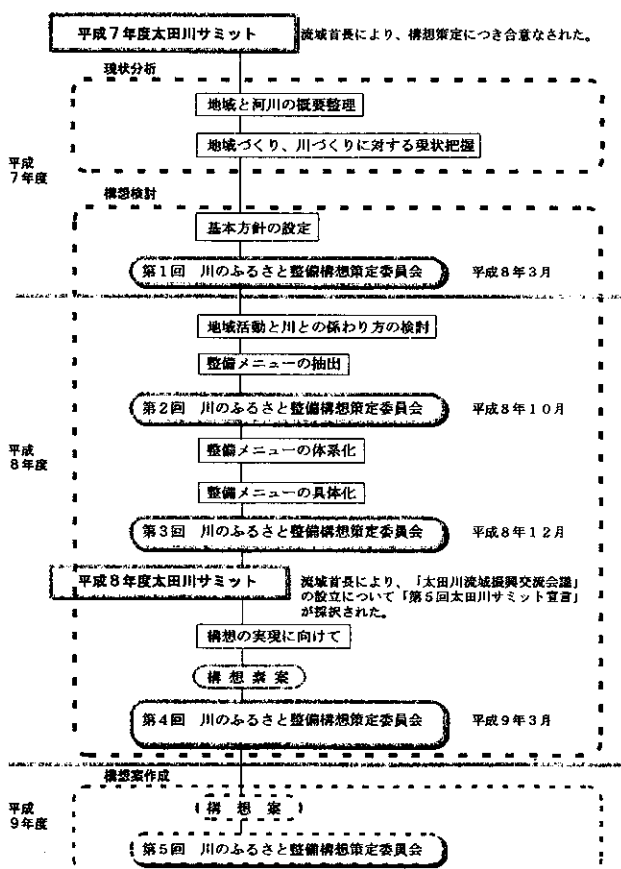 平成7年度太田川サミット 流域首長により、構想策定につき合意なされた。
現状分析
地域と河川の概要整理
地域づくり、川づくりに対する現状把握
平成
7年度
構想検討
基本方針の設定
第1回 川のふるさと整備構想策定委員会 平成8年3月
地域活動と川との係わり方の検討
整備メニューの抽出
第2回 川のふるさと整備構想策定委員会 平成8年10月
平成
8年度
整備メニューの体系化
整備メニューの具体化
第3回 川のふるさと整備構想策定委員会 平成8年12月
平成8年度太田川サミット 流域首長により、「太田川流域振興交流会議」
の設立について「第5回太田川サミット宣言」
が採択された。
構想の実現に向けて
構想素案
第4回 川のふるさと整備構想策定委員会 平成9年3月
構想案作成
平成
9年度
構想案
第5回 川のふるさと整備構想策定委員会